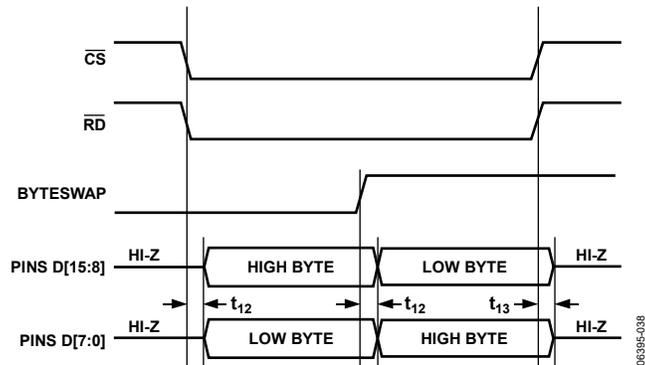 CS
RD
BYTESWAP
PINS D[15:8] HI-Z HIGH BYTE LOW BYTE HI-Z
t12 t12 t13
PINS D[7:0] HI-Z LOW BYTE HIGH BYTE HI-Z
06395-038